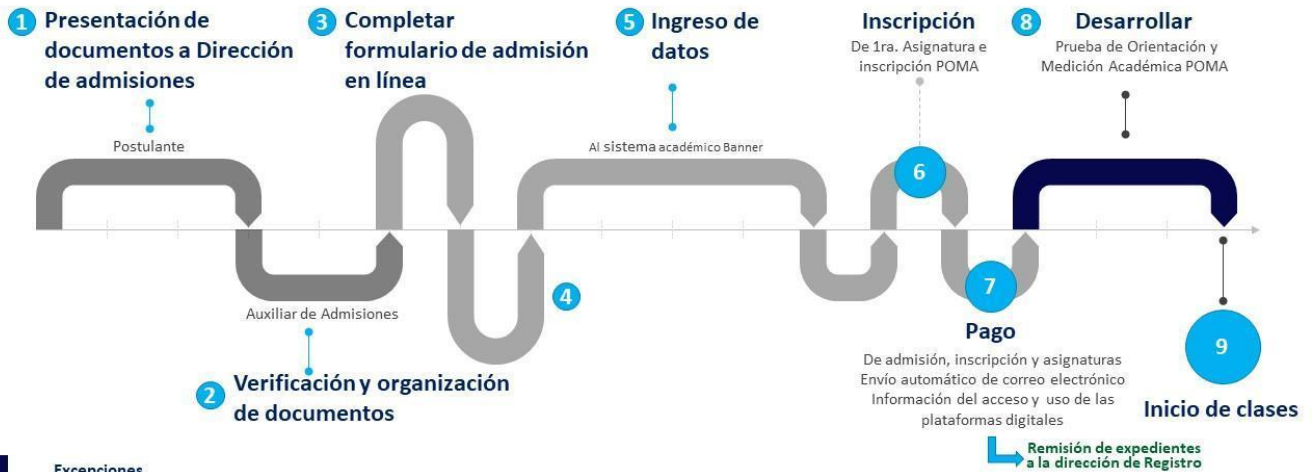 1 Presentación de
documentos a Dirección
de admisiones
Postulante
3 Completar
formulario de admisión
en línea
5 Ingreso de
datos
Al sistema académico Banner
Inscripción
De 1ra. Asignatura e
inscripción POMA
6
8 Desarrollar
Prueba de Orientación y
Medición Académica POMA
Auxiliar de Admisiones
2 Verificación y organización
de documentos
4
7
Pago
De admisión, inscripción y asignaturas
Envío automático de correo electrónico
Información del acceso y uso de las
plataformas digitales
Remisión de expedientes
a la dirección de Registro
9
Inicio de clases
Excepciones